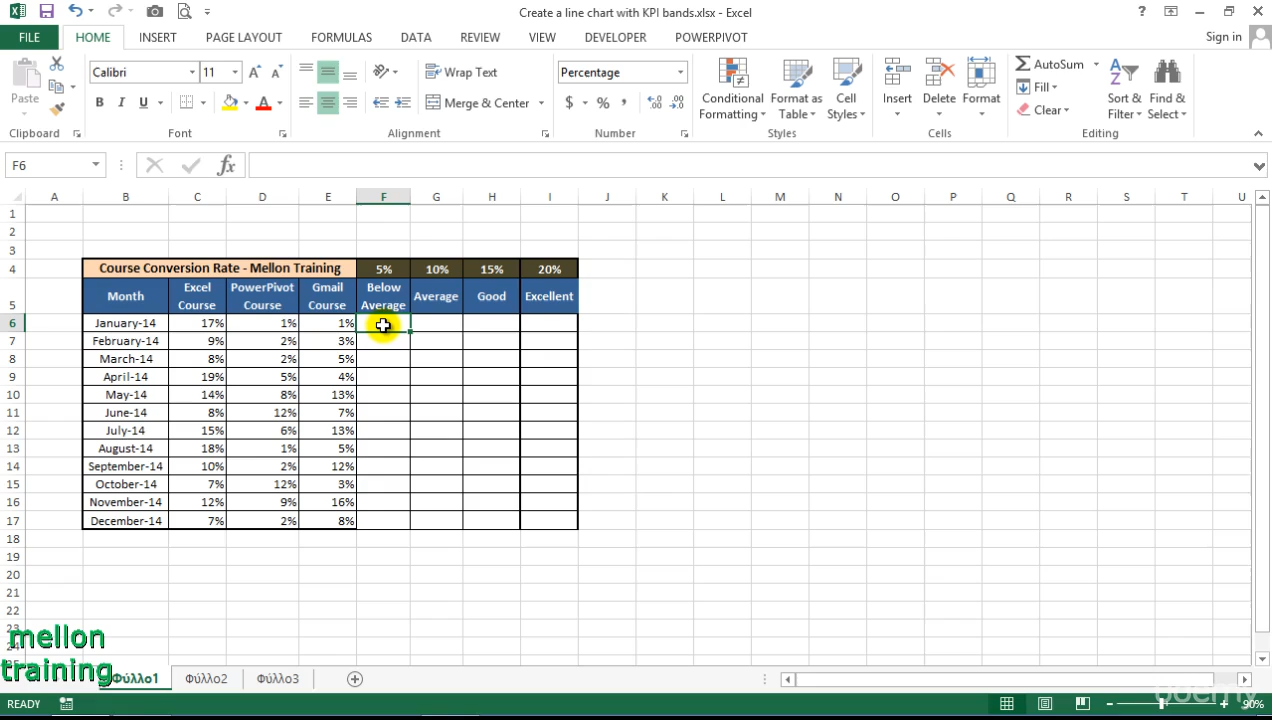 Create a line chart with KPI bands.xlsx - Excel
?
FILE HOME INSERT PAGE LAYOUT FORMULAS DATA REVIEW VIEW DEVELOPER POWERPIVOT Sign in
Paste
Calibri 11
B I U
Wrap Text
Merge & Center
Percentage
$ % ,
Conditional Formatting
Format as Table
Cell Styles
Insert Delete Format
AutoSum
Fill
Clear
Sort & Filter
Find & Select
Clipboard Font Alignment Number Styles Cells Editing
F6 fx
A B C D E F G H I J K L M N O P Q R S T U
1
2
3
4 Course Conversion Rate - Mellon Training 5% 10% 15% 20%
5 Month Excel Course PowerPivot Course Gmail Course Below Average Average Good Excellent
6 January-14 17% 1% 1%
7 February-14 9% 2% 3%
8 March-14 8% 2% 5%
9 April-14 19% 5% 4%
10 May-14 14% 8% 13%
11 June-14 8% 12% 7%
12 July-14 15% 6% 13%
13 August-14 18% 1% 5%
14 September-14 10% 2% 12%
15 October-14 7% 12% 3%
16 November-14 12% 9% 16%
17 December-14 7% 2% 8%
18
19
20
21
22
23
24
mellon
training
Φύλλο1 Φύλλο2 Φύλλο3
udemy
READY 90%